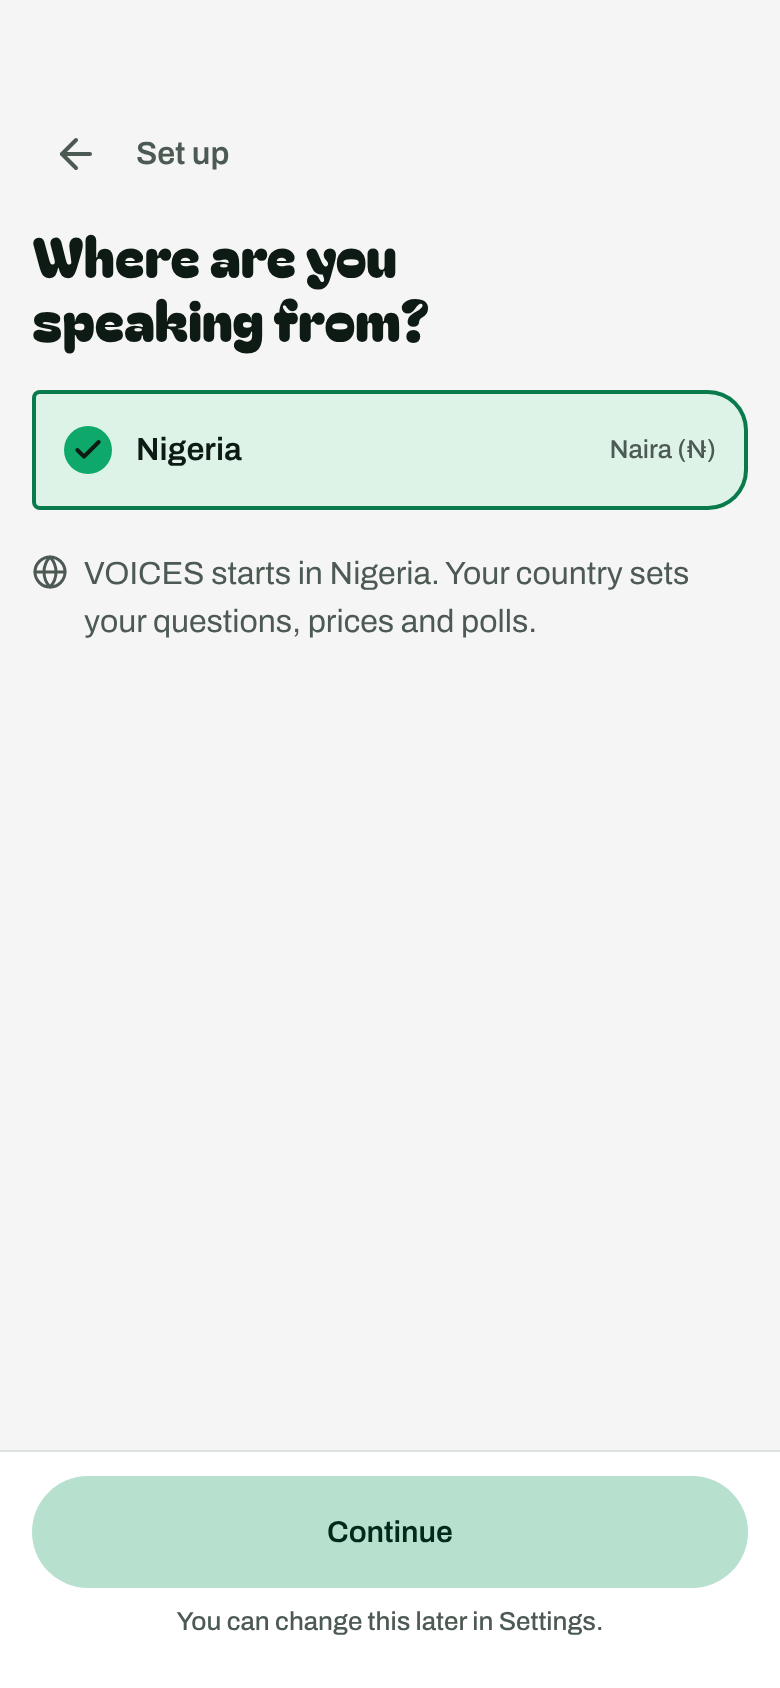 Set up
Where are you
speaking from?
Nigeria
Naira (₦)
VOICES starts in Nigeria. Your country sets
your questions, prices and polls.
Continue
You can change this later in Settings.